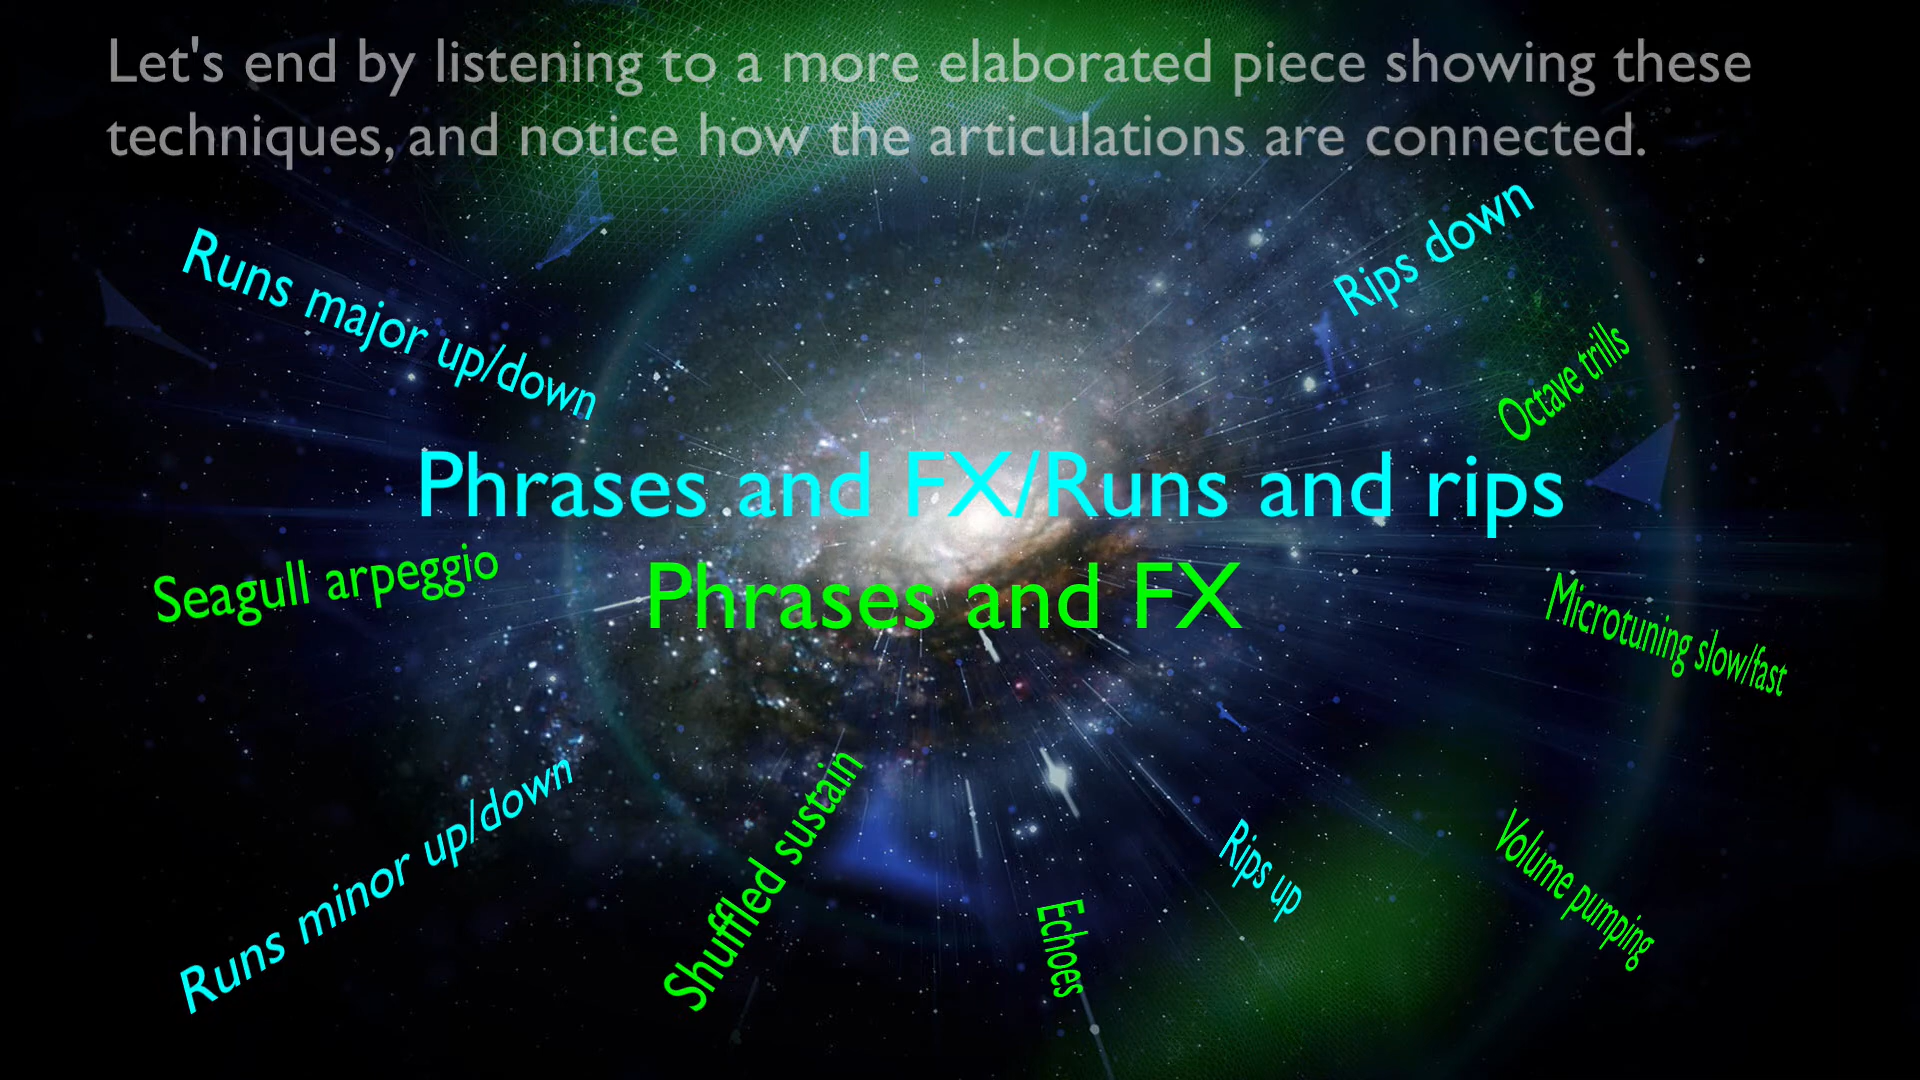 Let's end by listening to a more elaborated piece showing these
techniques, and notice how the articulations are connected.
Rips down
Runs major up/down
Octave trills
Phrases and FX/Runs and rips
Seagull arpeggio
Phrases and FX
Microtuning slow/fast
Runs minor up/down
Shuffled sustain
Echoes
Rips up
Volume pumping